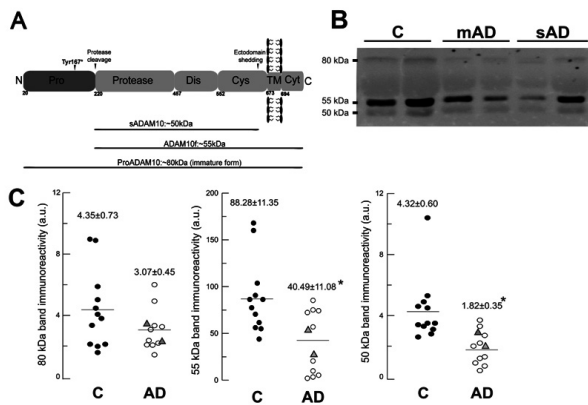 A
Protease cleavage
Tyr167*
Ectodomain shedding
N Pro Protease Dis Cys TM Cyt C
20 220 457 552 673 694
sADAM10:~50kDa
ADAM10f:~55kDa
ProADAM10:~80kDa (immature form)
B
C mAD sAD
80 kDa
55 kDa
50 kDa
C
80 kDa band immunoreactivity (a.u.)
12
8
4
0
4.35±0.73
3.07±0.45
C AD
55 kDa band immunoreactivity (a.u.)
200
150
100
50
0
88.28±11.35
40.49±11.08 *
C AD
50 kDa band immunoreactivity (a.u.)
12
8
4
0
4.32±0.60
1.82±0.35 *
C AD